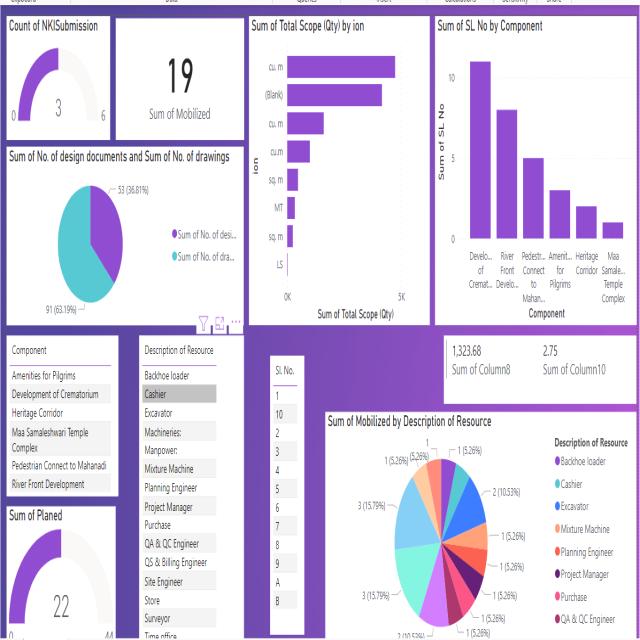 Count of NK|Submission
0
3
6
19
Sum of Mobilized
Sum of No. of design documents and Sum of No. of drawings
53 (36.81%)
91 (63.19%)
Sum of No. of desi...
Sum of No. of dra...
Sum of Total Scope (Qty) by ion
ion
cu. m
(Blank)
cu. m
cu.m
sq. m
MT
sq. m
LS
0K
5K
Sum of Total Scope (Qty)
Sum of SL No by Component
Sum of SL No
10
5
0
Develo... of Cremat...
River Front Develo...
Pedestr... Connect to Mahan...
Amenit... for Pilgrims
Heritage Corridor
Maa Samale... Temple Complex
Component
Component
Amenities for Pilgrims
Development of Crematorium
Heritage Corridor
Maa Samaleshwari Temple
Complex
Pedestrian Connect to Mahanadi
River Front Development
Sum of Planed
0
22
44
Description of Resource
Backhoe loader
Cashier
Excavator
Machineries:
Manpower:
Mixture Machine
Planning Engineer
Project Manager
Purchase
QA & QC Engineer
QS & Billing Engineer
Site Engineer
Store
Surveyor
Time office
Sl. No.
1
10
2
3
4
5
6
7
8
9
A
B
1,323.68
Sum of Column8
2.75
Sum of Column10
Sum of Mobilized by Description of Resource
1
(5.26%)
1 (5.26%)
1 (5.26%)
2 (10.53%)
1 (5.26%)
1 (5.26%)
1 (5.26%)
1 (5.26%)
1 (5.26%)
2 (10.53%)
3 (15.79%)
3 (15.79%)
Description of Resource
Backhoe loader
Cashier
Excavator
Mixture Machine
Planning Engineer
Project Manager
Purchase
QA & QC Engineer